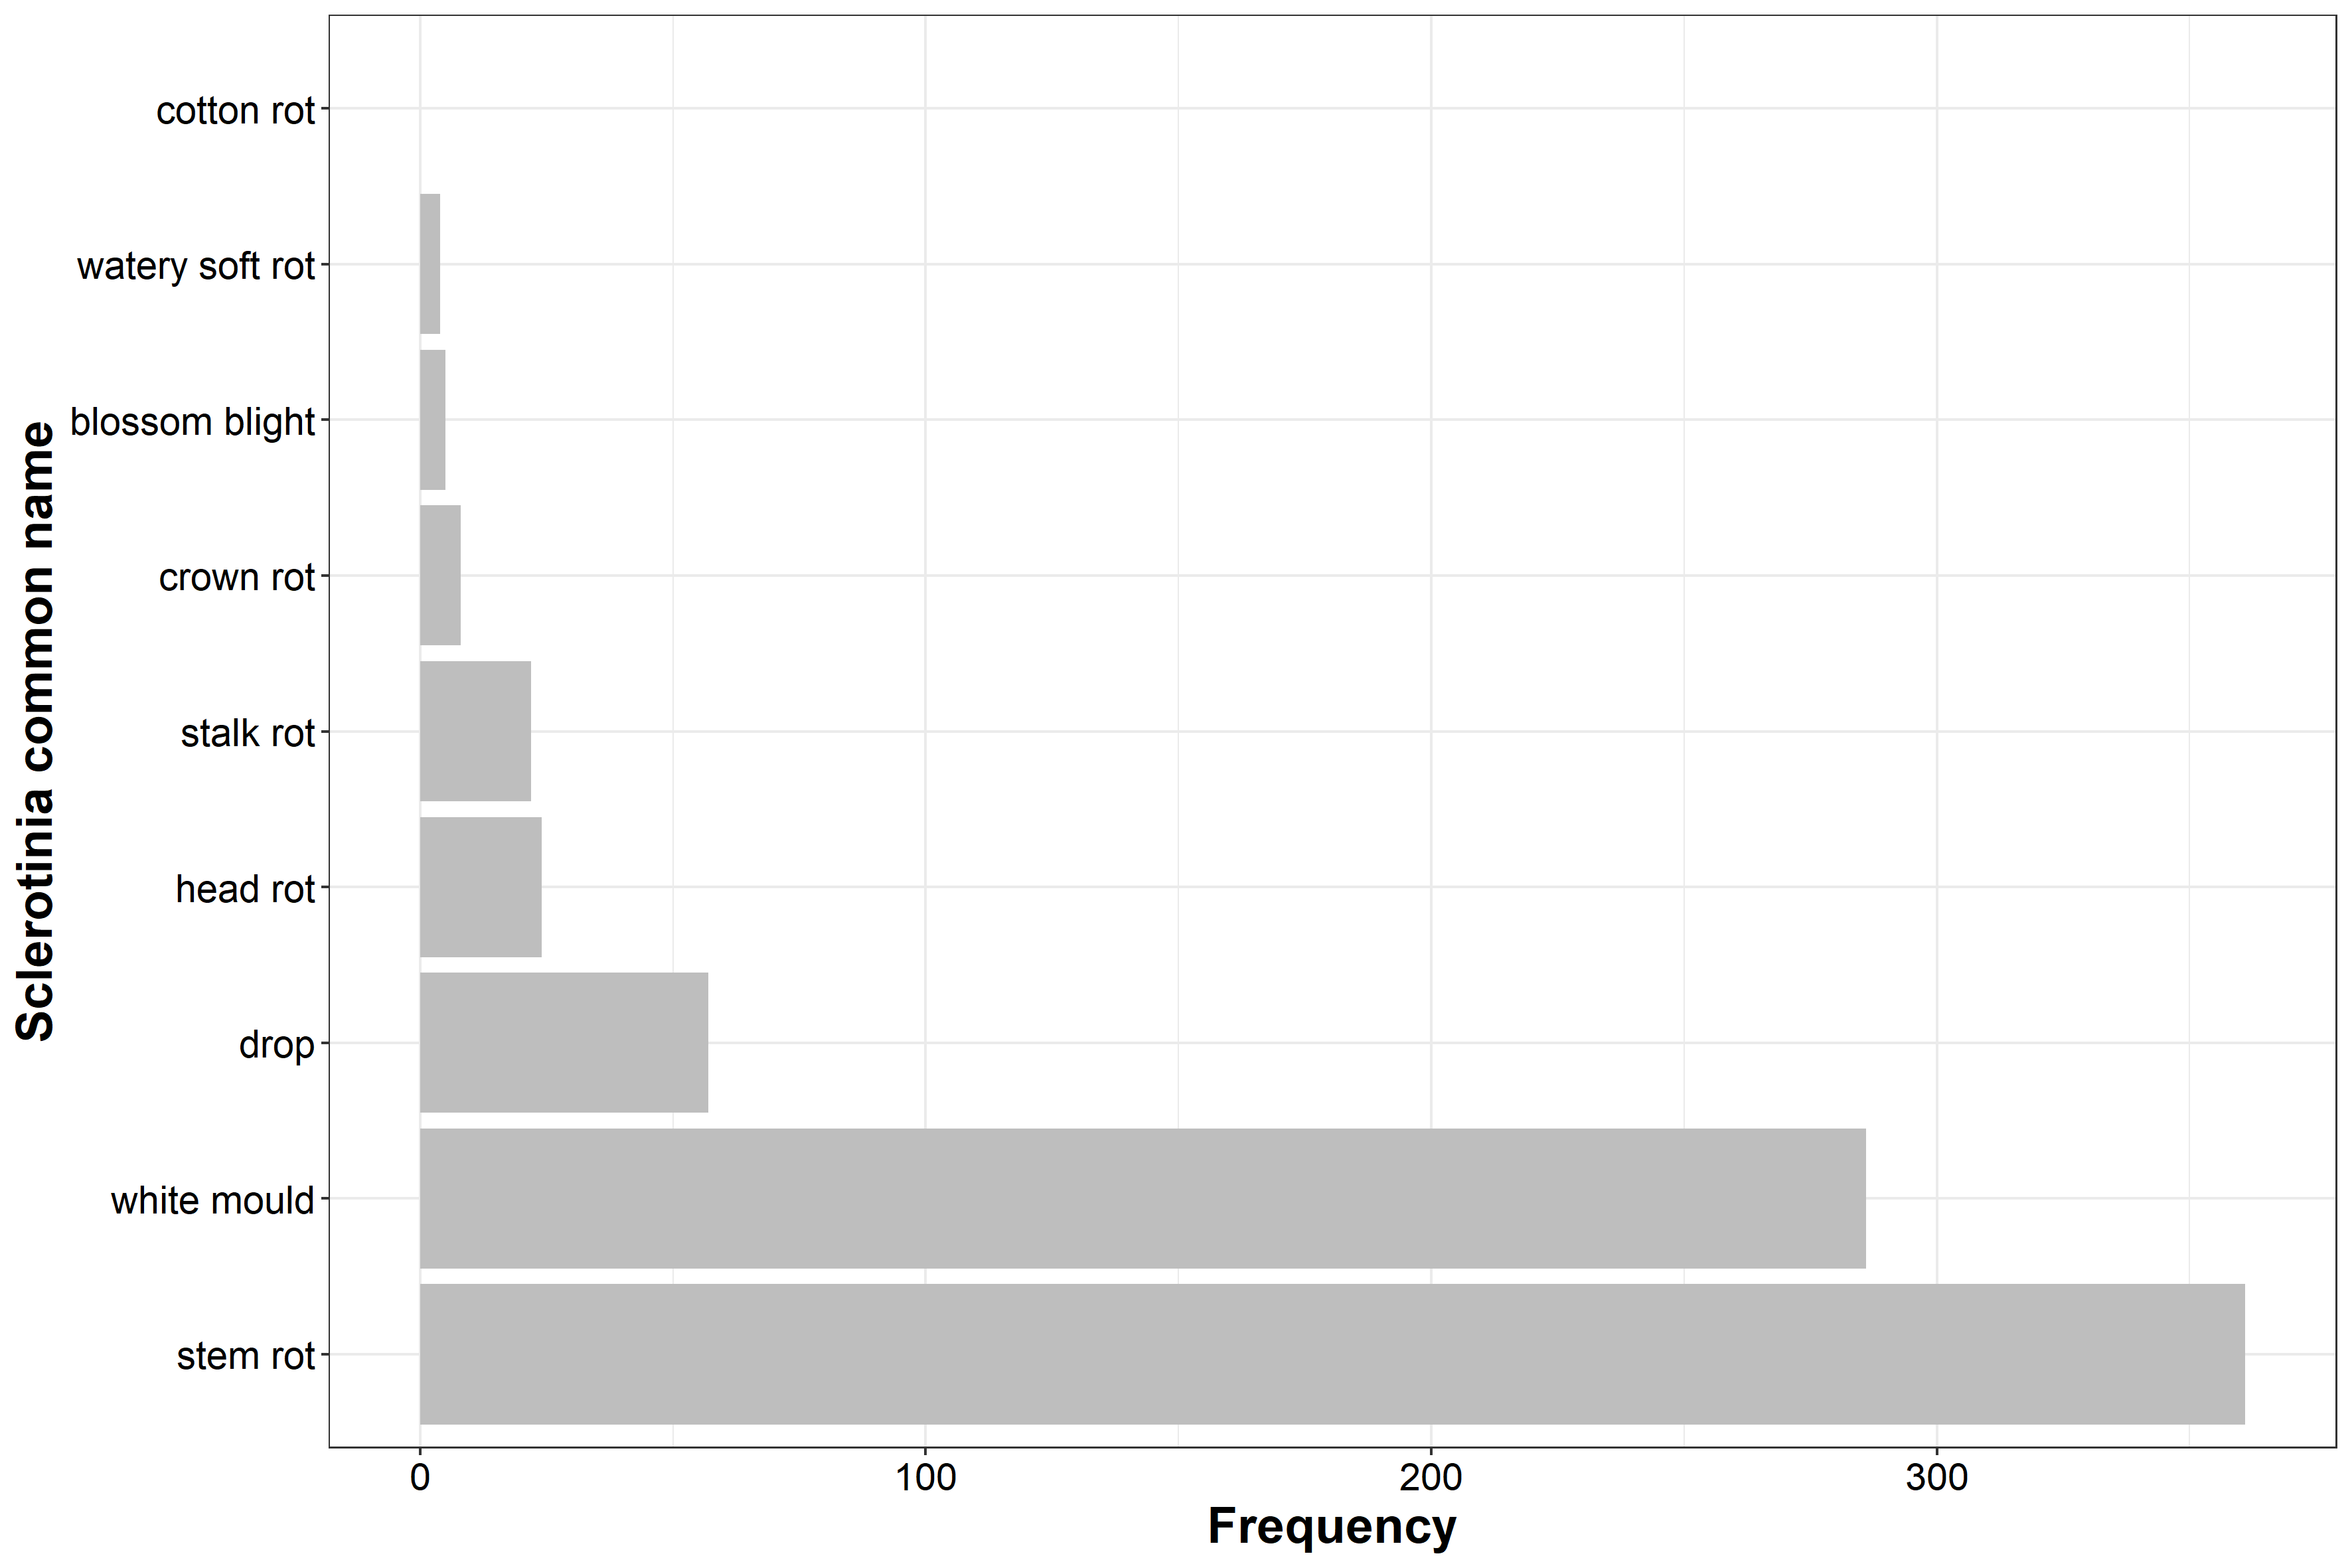 cotton rot
watery soft rot
blossom blight
crown rot
stalk rot
head rot
drop
white mould
stem rot
Sclerotinia common name
0 100 200 300
Frequency